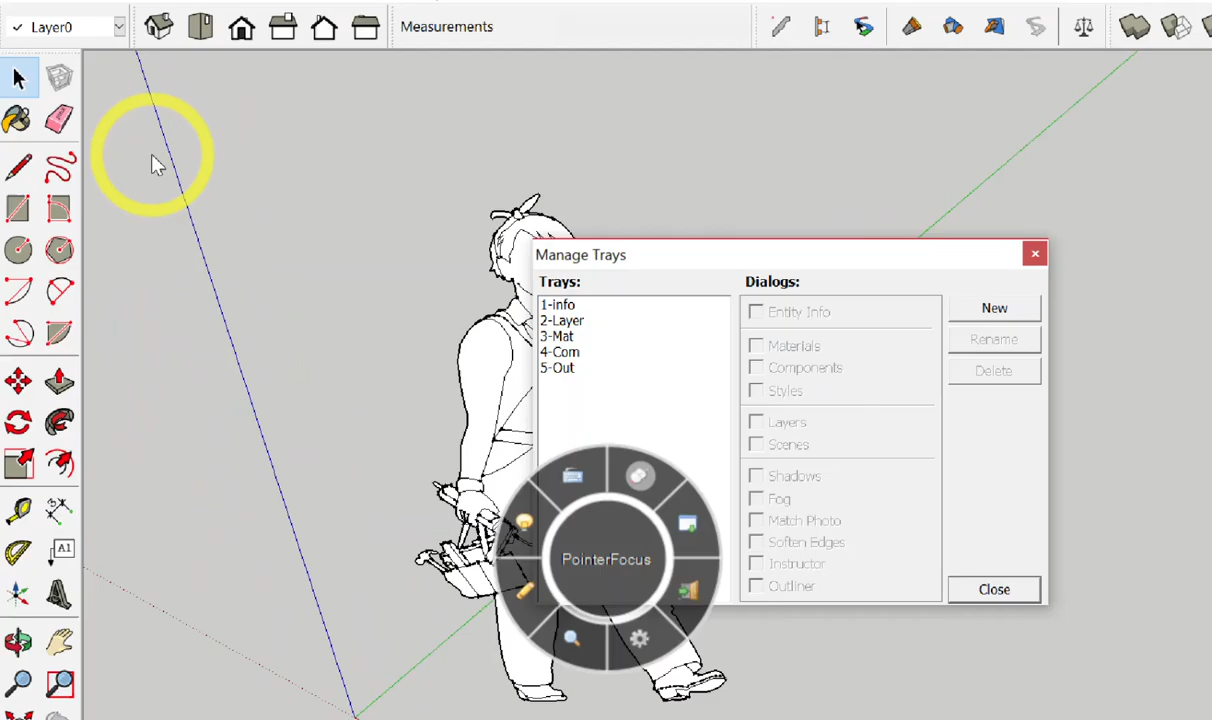 Layer0
Measurements
Manage Trays
Trays:
1-info
2-Layer
3-Mat
4-Com
5-Out
Dialogs:
Entity Info
Materials
Components
Styles
Layers
Scenes
Shadows
Fog
Match Photo
Soften Edges
Instructor
Outliner
New
Rename
Delete
Close
PointerFocus
A1